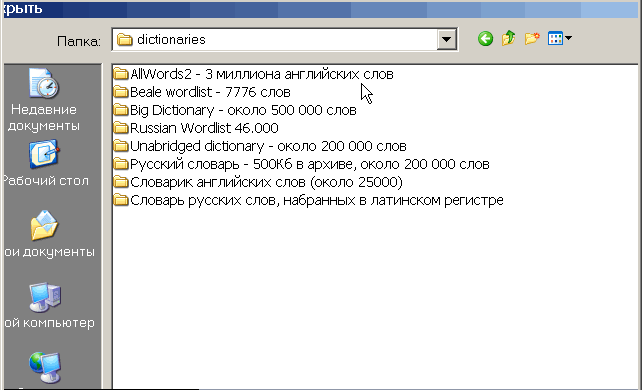 крыть
Папка: dictionaries
Недавние
документы
Рабочий стол
ои документы
ой компьютер
AllWords2 - 3 миллиона английских слов
Beale wordlist - 7776 слов
Big Dictionary - около 500 000 слов
Russian Wordlist 46.000
Unabridged dictionary - около 200 000 слов
Русский словарь - 500Кб в архиве, около 200 000 слов
Словарик английских слов (около 25000)
Словарь русских слов, набранных в латинском регистре